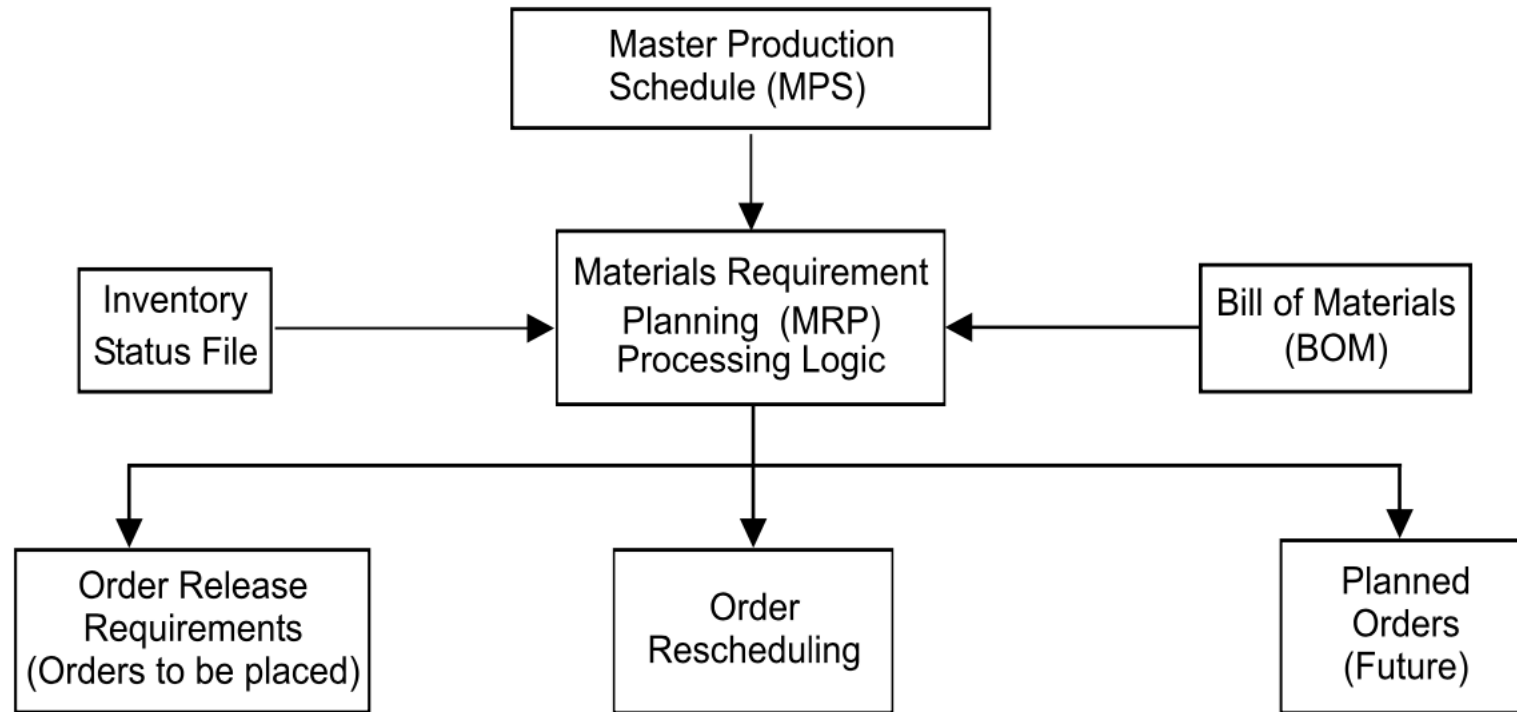 Master Production
Schedule (MPS)
Materials Requirement
Planning (MRP)
Processing Logic
Inventory
Status File
Bill of Materials
(BOM)
Order Release
Requirements
(Orders to be placed)
Order
Rescheduling
Planned
Orders
(Future)